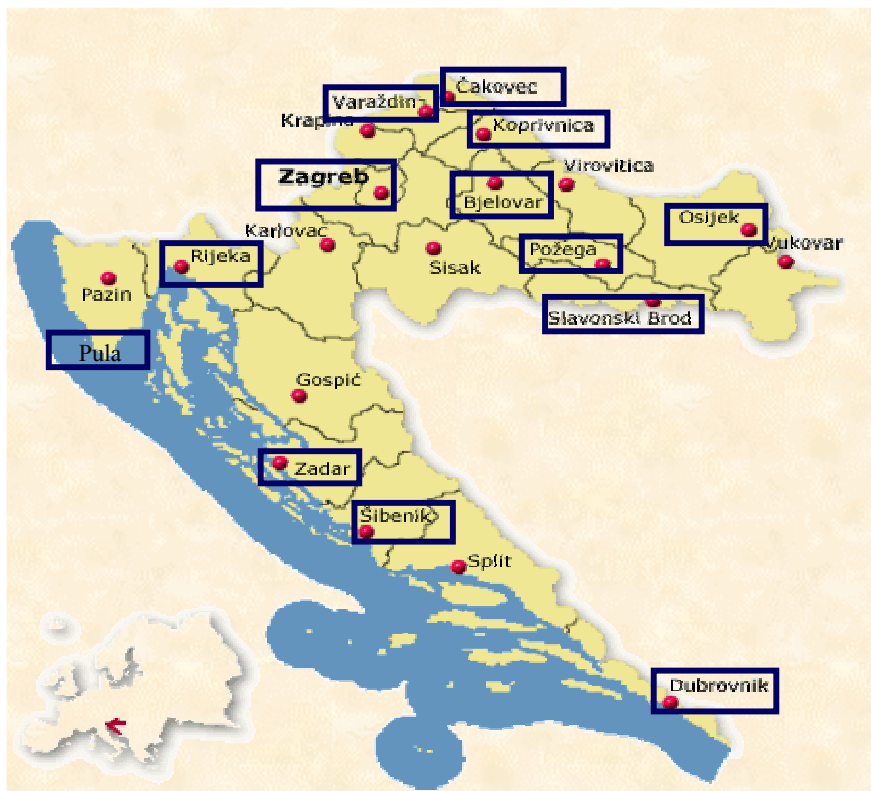 Čakovec
Varaždin
Krapina
Koprivnica
Virovitica
Zagreb
Bjelovar
Osijek
Karlovac
Vukovar
Rijeka
Sisak
Požega
Pazin
Slavonski Brod
Pula
Gospić
Zadar
Šibenik
Split
Dubrovnik